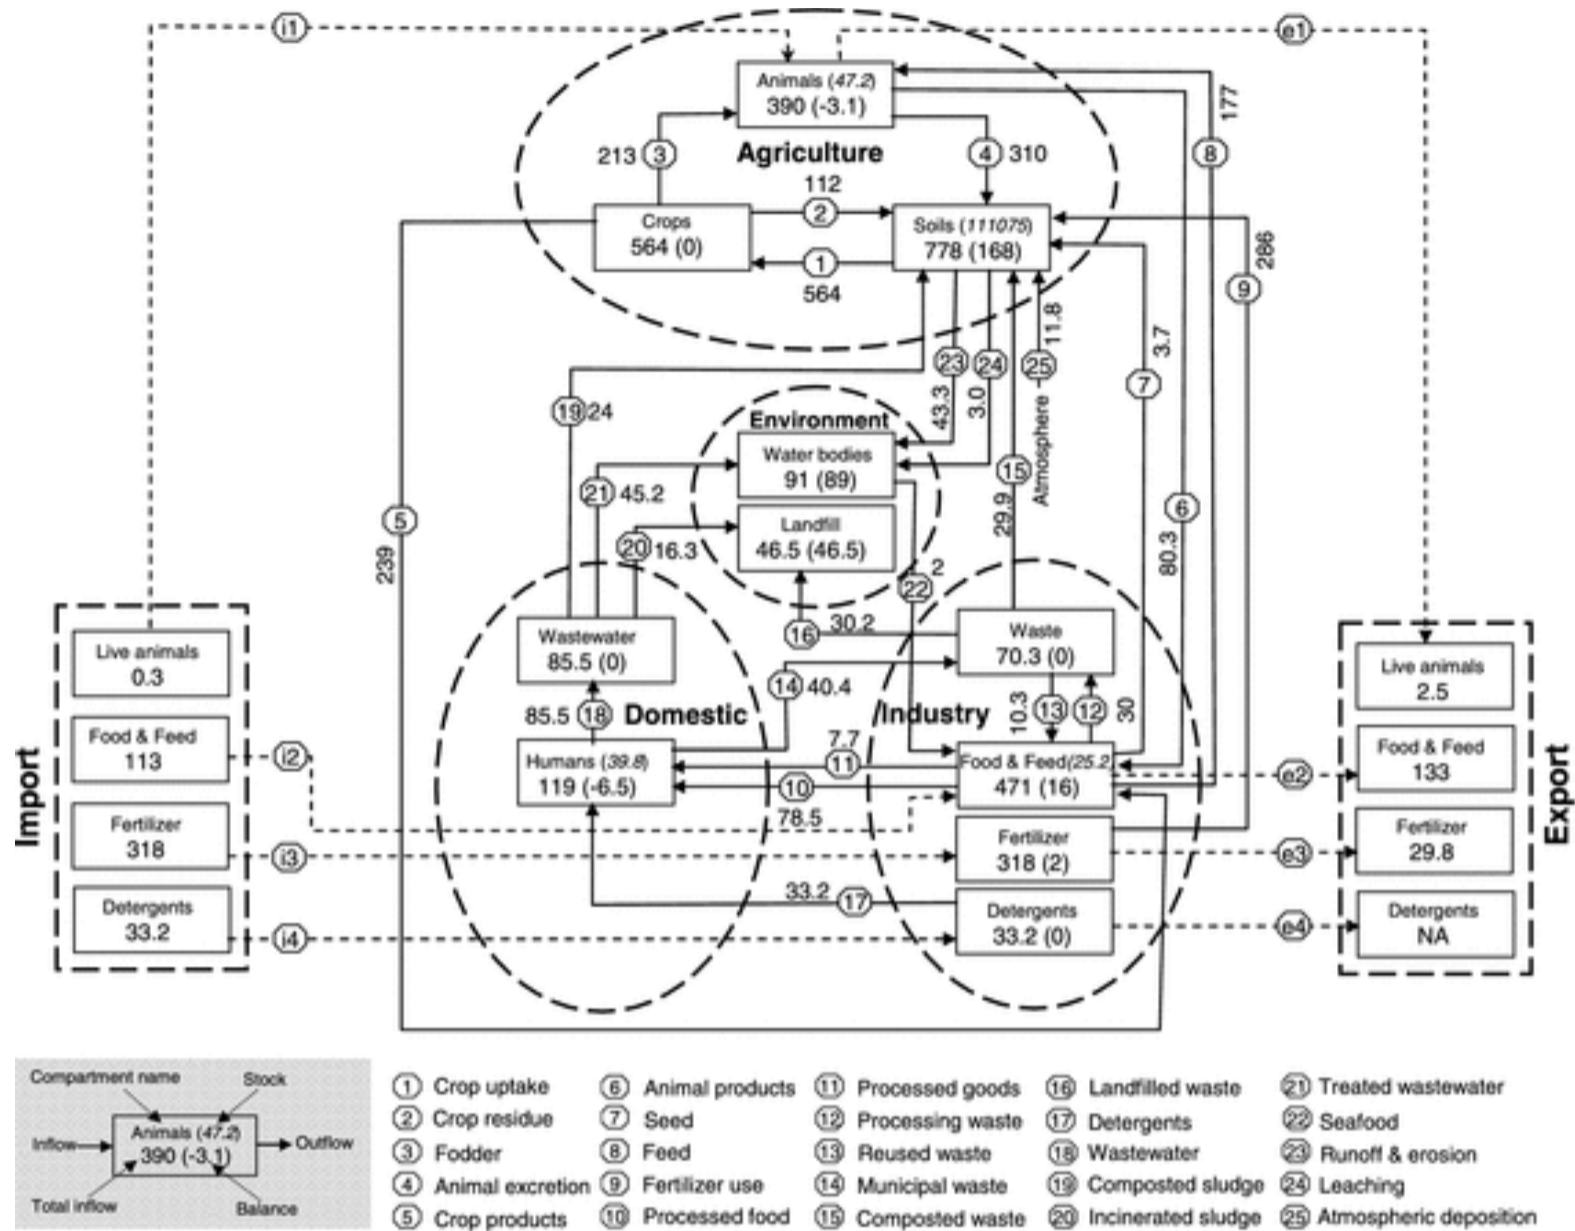 i1
e1
Animals (47.2)
390 (-3.1)
177
213
3
Agriculture
4
310
8
112
Crops
564 (0)
2
Soils (111075)
778 (168)
1
564
286
9
11.8
3.7
23
24
25
7
19
24
43.3
3.0
Atmosphere
Environment
Water bodies
91 (89)
15
29.9
21
45.2
5
239
6
80.3
Landfill
46.5 (46.5)
20
16.3
2
22
16
30.2
Wastewater
85.5 (0)
Waste
70.3 (0)
Import
Live animals
0.3
Food & Feed
113
Fertilizer
318
Detergents
33.2
Export
Live animals
2.5
Food & Feed
133
Fertilizer
29.8
Detergents
NA
14
40.4
85.5
18
Domestic
Industry
10.3
13
12
30
7.7
11
Humans (39.8)
119 (-6.5)
10
78.5
Food & Feed(25.2
471 (16)
i2
e2
Fertilizer
318 (2)
i3
e3
33.2
17
Detergents
33.2 (0)
i4
e4
Compartment name
Stock
Animals (47.2)
390 (-3.1)
Inflow
Outflow
Total inflow
Balance
1 Crop uptake
2 Crop residue
3 Fodder
4 Animal excretion
5 Crop products
6 Animal products
7 Seed
8 Feed
9 Fertilizer use
10 Processed food
11 Processed goods
12 Processing waste
13 Reused waste
14 Municipal waste
15 Composted waste
16 Landfilled waste
17 Detergents
18 Wastewater
19 Composted sludge
20 Incinerated sludge
21 Treated wastewater
22 Seafood
23 Runoff & erosion
24 Leaching
25 Atmospheric deposition